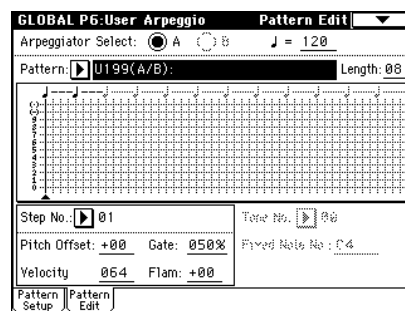 GLOBAL P6:User Arpeggio Pattern Edit
Arpeggiator Select: A B ♩ = 120
Pattern: U199(A/B): Length: 08
Step No.: 01 Tone No. 00
Pitch Offset: +00 Gate: 050% Fixed Note No.: C4
Velocity 064 Flam: +00
Pattern Setup Pattern Edit